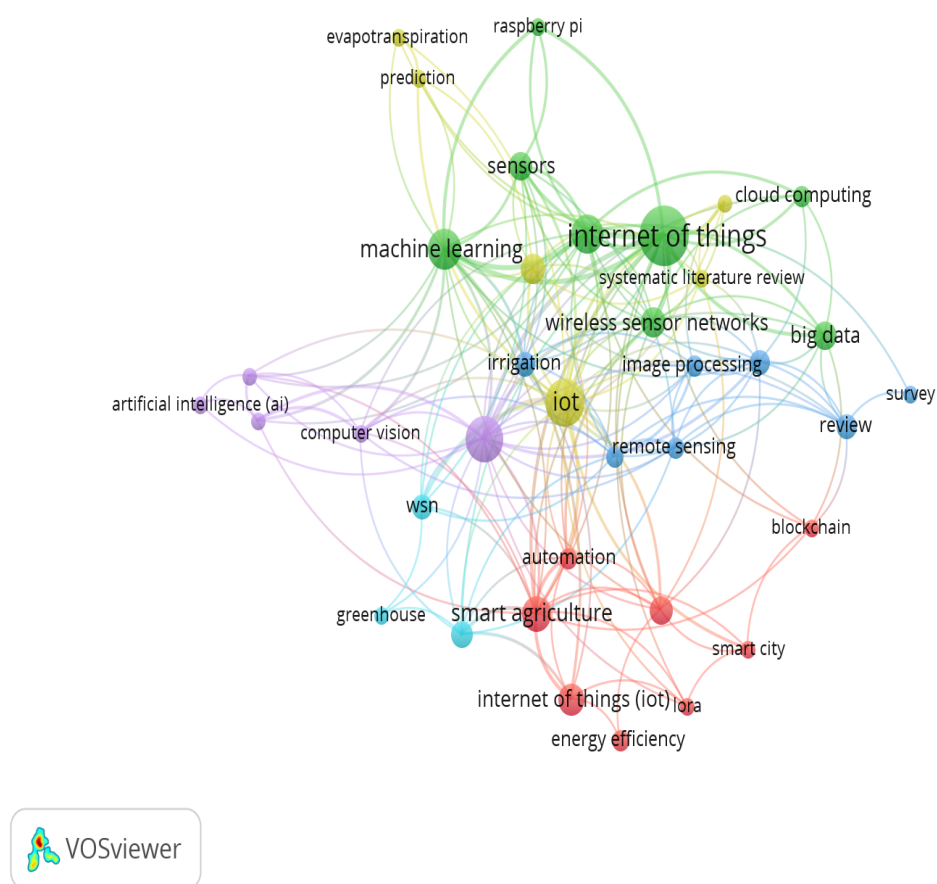 raspberry pi
evapotranspiration
prediction
sensors
cloud computing
internet of things
machine learning
systematic literature review
wireless sensor networks
big data
irrigation
image processing
survey
artificial intelligence (ai)
iot
review
computer vision
remote sensing
wsn
blockchain
automation
greenhouse
smart agriculture
smart city
internet of things (iot)
lora
energy efficiency
VOSviewer